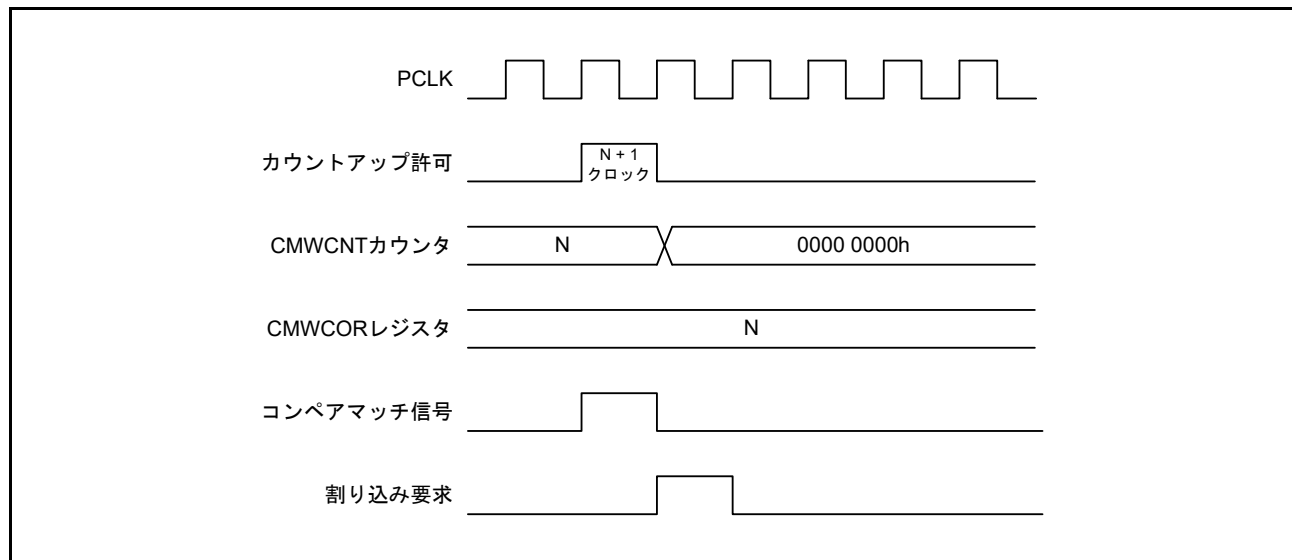 PCLK
カウントアップ許可
N + 1
クロック
CMWCNTカウンタ
N
0000 0000h
CMWCORレジスタ
N
コンペアマッチ信号
割り込み要求